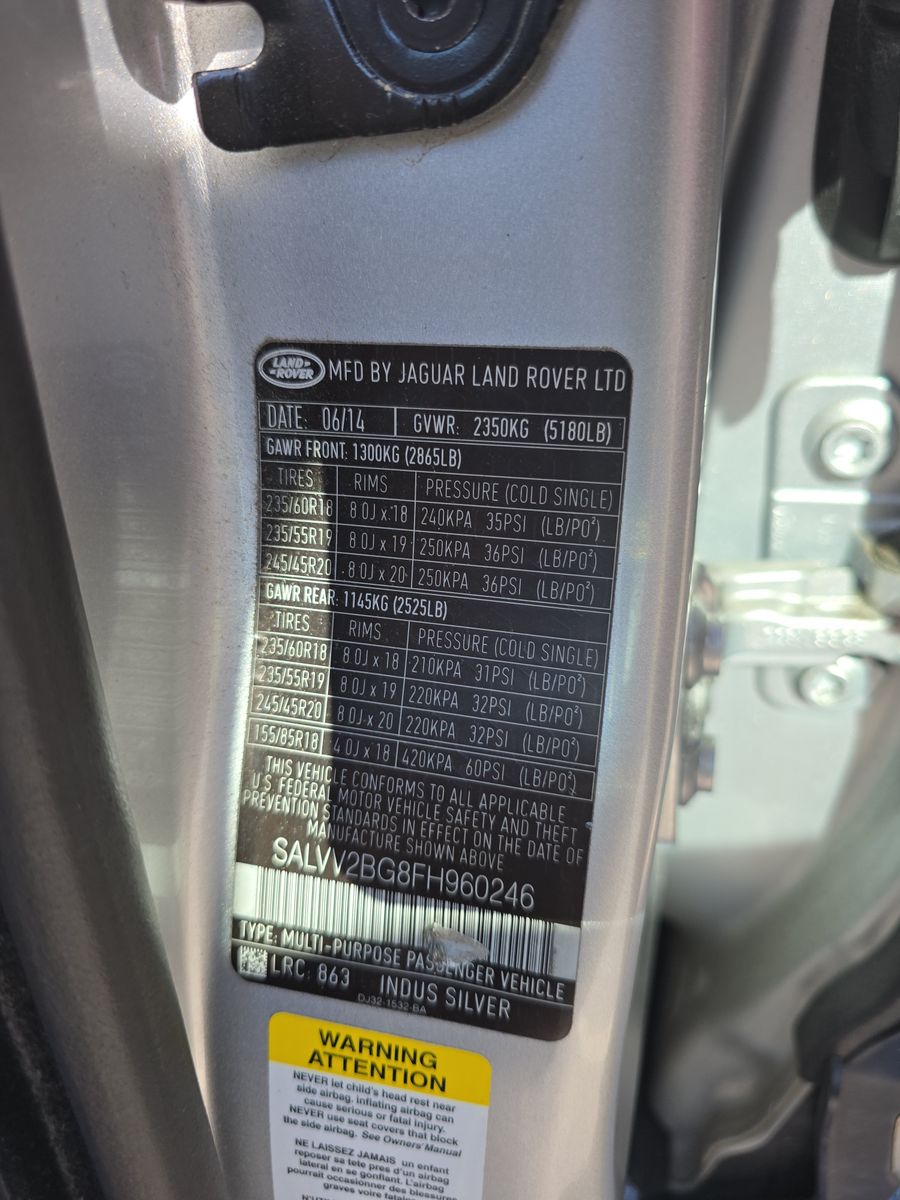 LAND ROVER MFD BY JAGUAR LAND ROVER LTD
DATE: 06/14 GVWR: 2350KG (5180LB)
GAWR FRONT: 1300KG (2865LB)
TIRES RIMS PRESSURE (COLD SINGLE)
235/60R18 8.0J x 18 240KPA 35PSI (LB/PO²)
235/55R19 8.0J x 19 250KPA 36PSI (LB/PO²)
245/45R20 8.0J x 20 250KPA 36PSI (LB/PO²)
GAWR REAR: 1145KG (2525LB)
TIRES RIMS PRESSURE (COLD SINGLE)
235/60R18 8.0J x 18 210KPA 31PSI (LB/PO²)
235/55R19 8.0J x 19 220KPA 32PSI (LB/PO²)
245/45R20 8.0J x 20 220KPA 32PSI (LB/PO²)
155/85R18 4.0J x 18 420KPA 60PSI (LB/PO²)
THIS VEHICLE CONFORMS TO ALL APPLICABLE
U.S FEDERAL MOTOR VEHICLE SAFETY AND THEFT
PREVENTION STANDARDS IN EFFECT ON THE DATE OF
MANUFACTURE SHOWN ABOVE
SALVV2BG8FH960246
TYPE: MULTI-PURPOSE PASSENGER VEHICLE
LRC: 863 INDUS SILVER
DJ32-1532-BA
WARNING
ATTENTION
NEVER let child's head rest near
side airbag. inflating airbag can
cause serious or fatal injury.
NEVER use seat covers that block
the side airbag. See Owners' Manual
NE LAISSEZ JAMAIS un enfant
reposer sa tete pres d'un airbag
lateral en se gonflant. L'airbag
pourrait occasionner des blessures
graves voire fatales